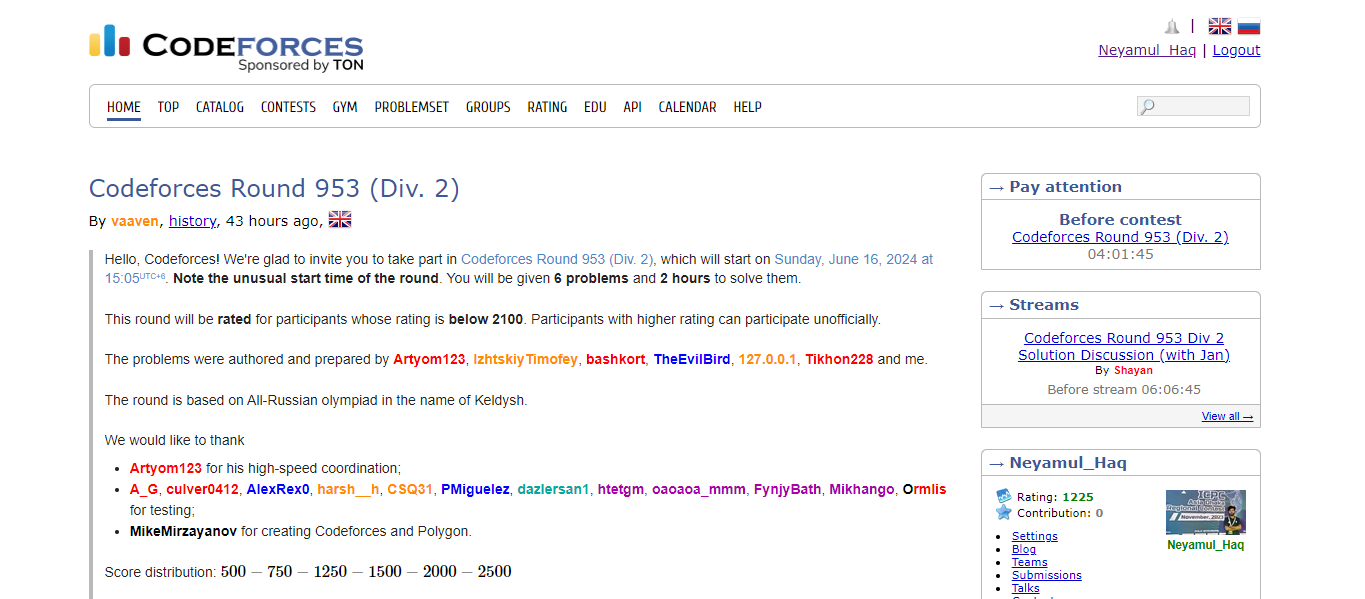 CODEFORCES
Sponsored by TON
|
Neyamul_Haq | Logout
HOME TOP CATALOG CONTESTS GYM PROBLEMSET GROUPS RATING EDU API CALENDAR HELP
Codeforces Round 953 (Div. 2)
By vaaven, history, 43 hours ago,
Hello, Codeforces! We're glad to invite you to take part in Codeforces Round 953 (Div. 2), which will start on Sunday, June 16, 2024 at
15:05UTC+6. Note the unusual start time of the round. You will be given 6 problems and 2 hours to solve them.
This round will be rated for participants whose rating is below 2100. Participants with higher rating can participate unofficially.
The problems were authored and prepared by Artyom123, IzhtskiyTimofey, bashkort, TheEvilBird, 127.0.0.1, Tikhon228 and me.
The round is based on All-Russian olympiad in the name of Keldysh.
We would like to thank
• Artyom123 for his high-speed coordination;
• A_G, culver0412, AlexRex0, harsh__h, CSQ31, PMiguelez, dazlersan1, htetgm, oaoaoa_mmm, FynjyBath, Mikhango, Ormlis
for testing;
• MikeMirzayanov for creating Codeforces and Polygon.
Score distribution: 500 − 750 − 1250 − 1500 − 2000 − 2500
→ Pay attention
Before contest
Codeforces Round 953 (Div. 2)
04:01:45
→ Streams
Codeforces Round 953 Div 2
Solution Discussion (with Jan)
By Shayan
Before stream 06:06:45
View all →
→ Neyamul_Haq
Rating: 1225
Contribution: 0
• Settings
• Blog
• Teams
• Submissions
• Talks
ICPC
Asia Dhaka
Regional Contest
November, 2023
Neyamul_Haq